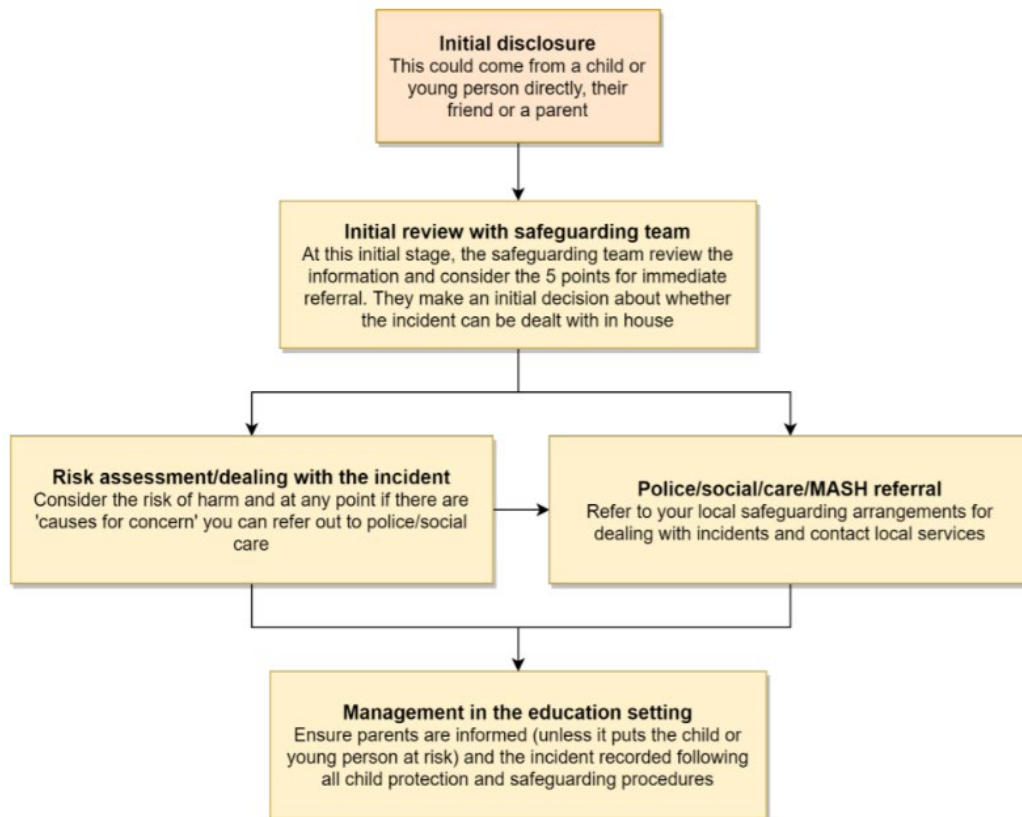 Initial disclosure
This could come from a child or
young person directly, their
friend or a parent
Initial review with safeguarding team
At this initial stage, the safeguarding team review the
information and consider the 5 points for immediate
referral. They make an initial decision about whether
the incident can be dealt with in house
Risk assessment/dealing with the incident
Consider the risk of harm and at any point if there are
'causes for concern' you can refer out to police/social
care
Police/social/care/MASH referral
Refer to your local safeguarding arrangements for
dealing with incidents and contact local services
Management in the education setting
Ensure parents are informed (unless it puts the child or
young person at risk) and the incident recorded following
all child protection and safeguarding procedures